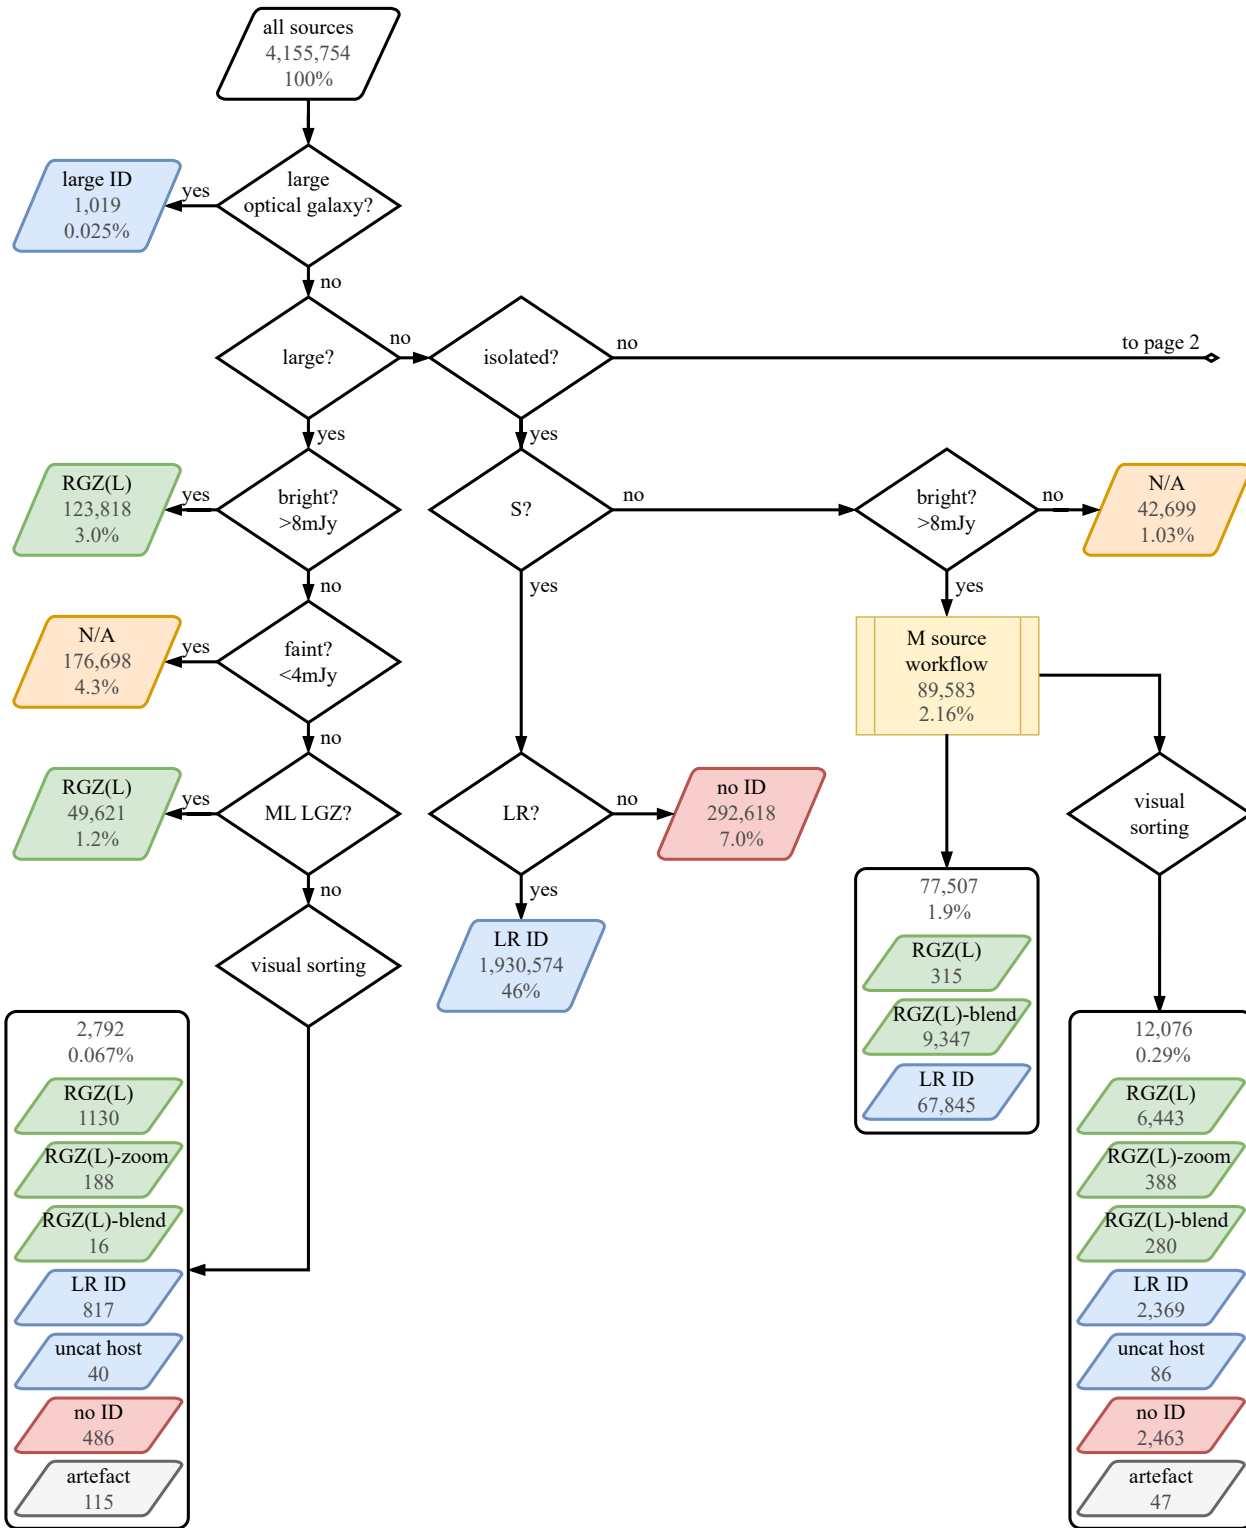 all sources
4,155,754
100%
large
optical galaxy?
yes
large ID
1,019
0.025%
no
large?
no
isolated?
no
to page 2
yes
yes
RGZ(L)
123,818
3.0%
yes
bright?
>8mJy
S?
no
bright?
>8mJy
no
N/A
42,699
1.03%
no
yes
yes
N/A
176,698
4.3%
yes
faint?
<4mJy
M source
workflow
89,583
2.16%
no
RGZ(L)
49,621
1.2%
yes
ML LGZ?
LR?
no
no ID
292,618
7.0%
visual
sorting
no
yes
visual sorting
LR ID
1,930,574
46%
77,507
1.9%
RGZ(L)
315
RGZ(L)-blend
9,347
LR ID
67,845
2,792
0.067%
RGZ(L)
1130
RGZ(L)-zoom
188
RGZ(L)-blend
16
LR ID
817
uncat host
40
no ID
486
artefact
115
12,076
0.29%
RGZ(L)
6,443
RGZ(L)-zoom
388
RGZ(L)-blend
280
LR ID
2,369
uncat host
86
no ID
2,463
artefact
47